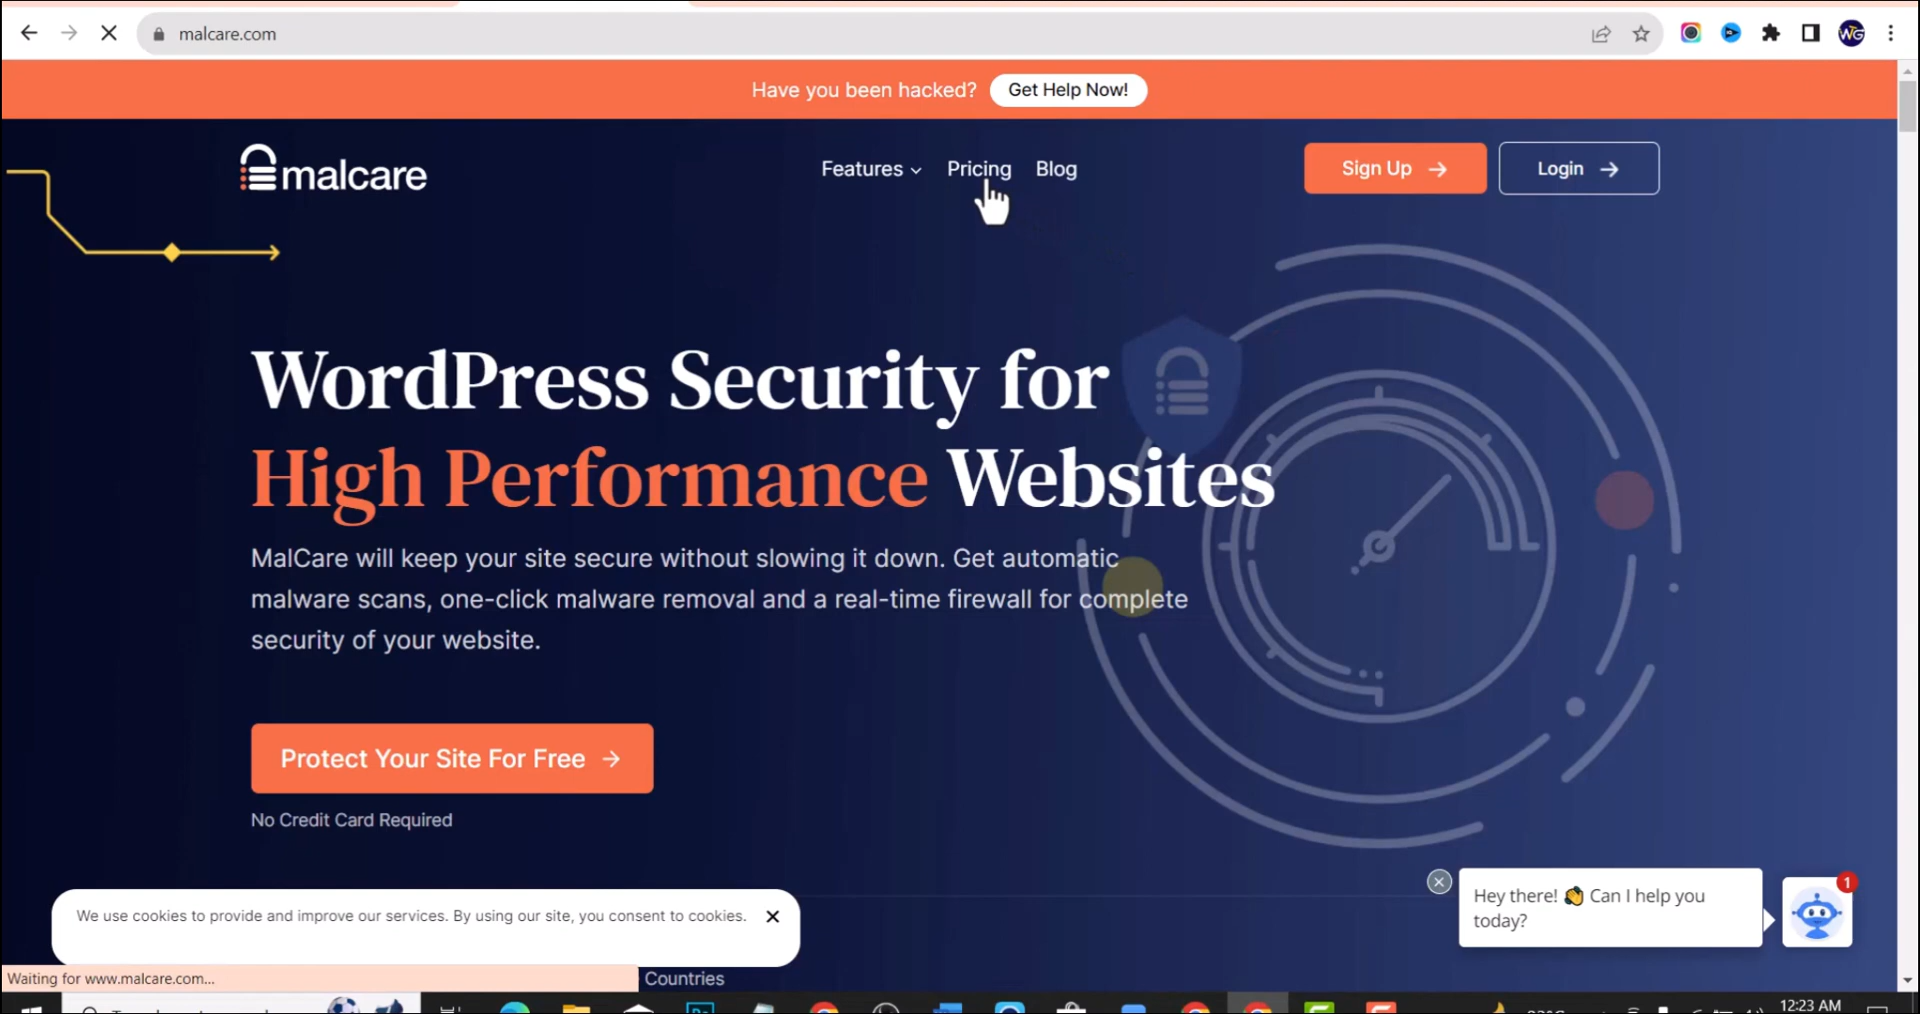 malcare.com
WG
Have you been hacked? Get Help Now!
malcare
Features Pricing Blog
Sign Up → Login →
WordPress Security for
High Performance Websites
MalCare will keep your site secure without slowing it down. Get automatic
malware scans, one-click malware removal and a real-time firewall for complete
security of your website.
Protect Your Site For Free →
No Credit Card Required
1
Hey there! 👋 Can I help you
today?
We use cookies to provide and improve our services. By using our site, you consent to cookies.
Waiting for www.malcare.com...
Countries
12:23 AM